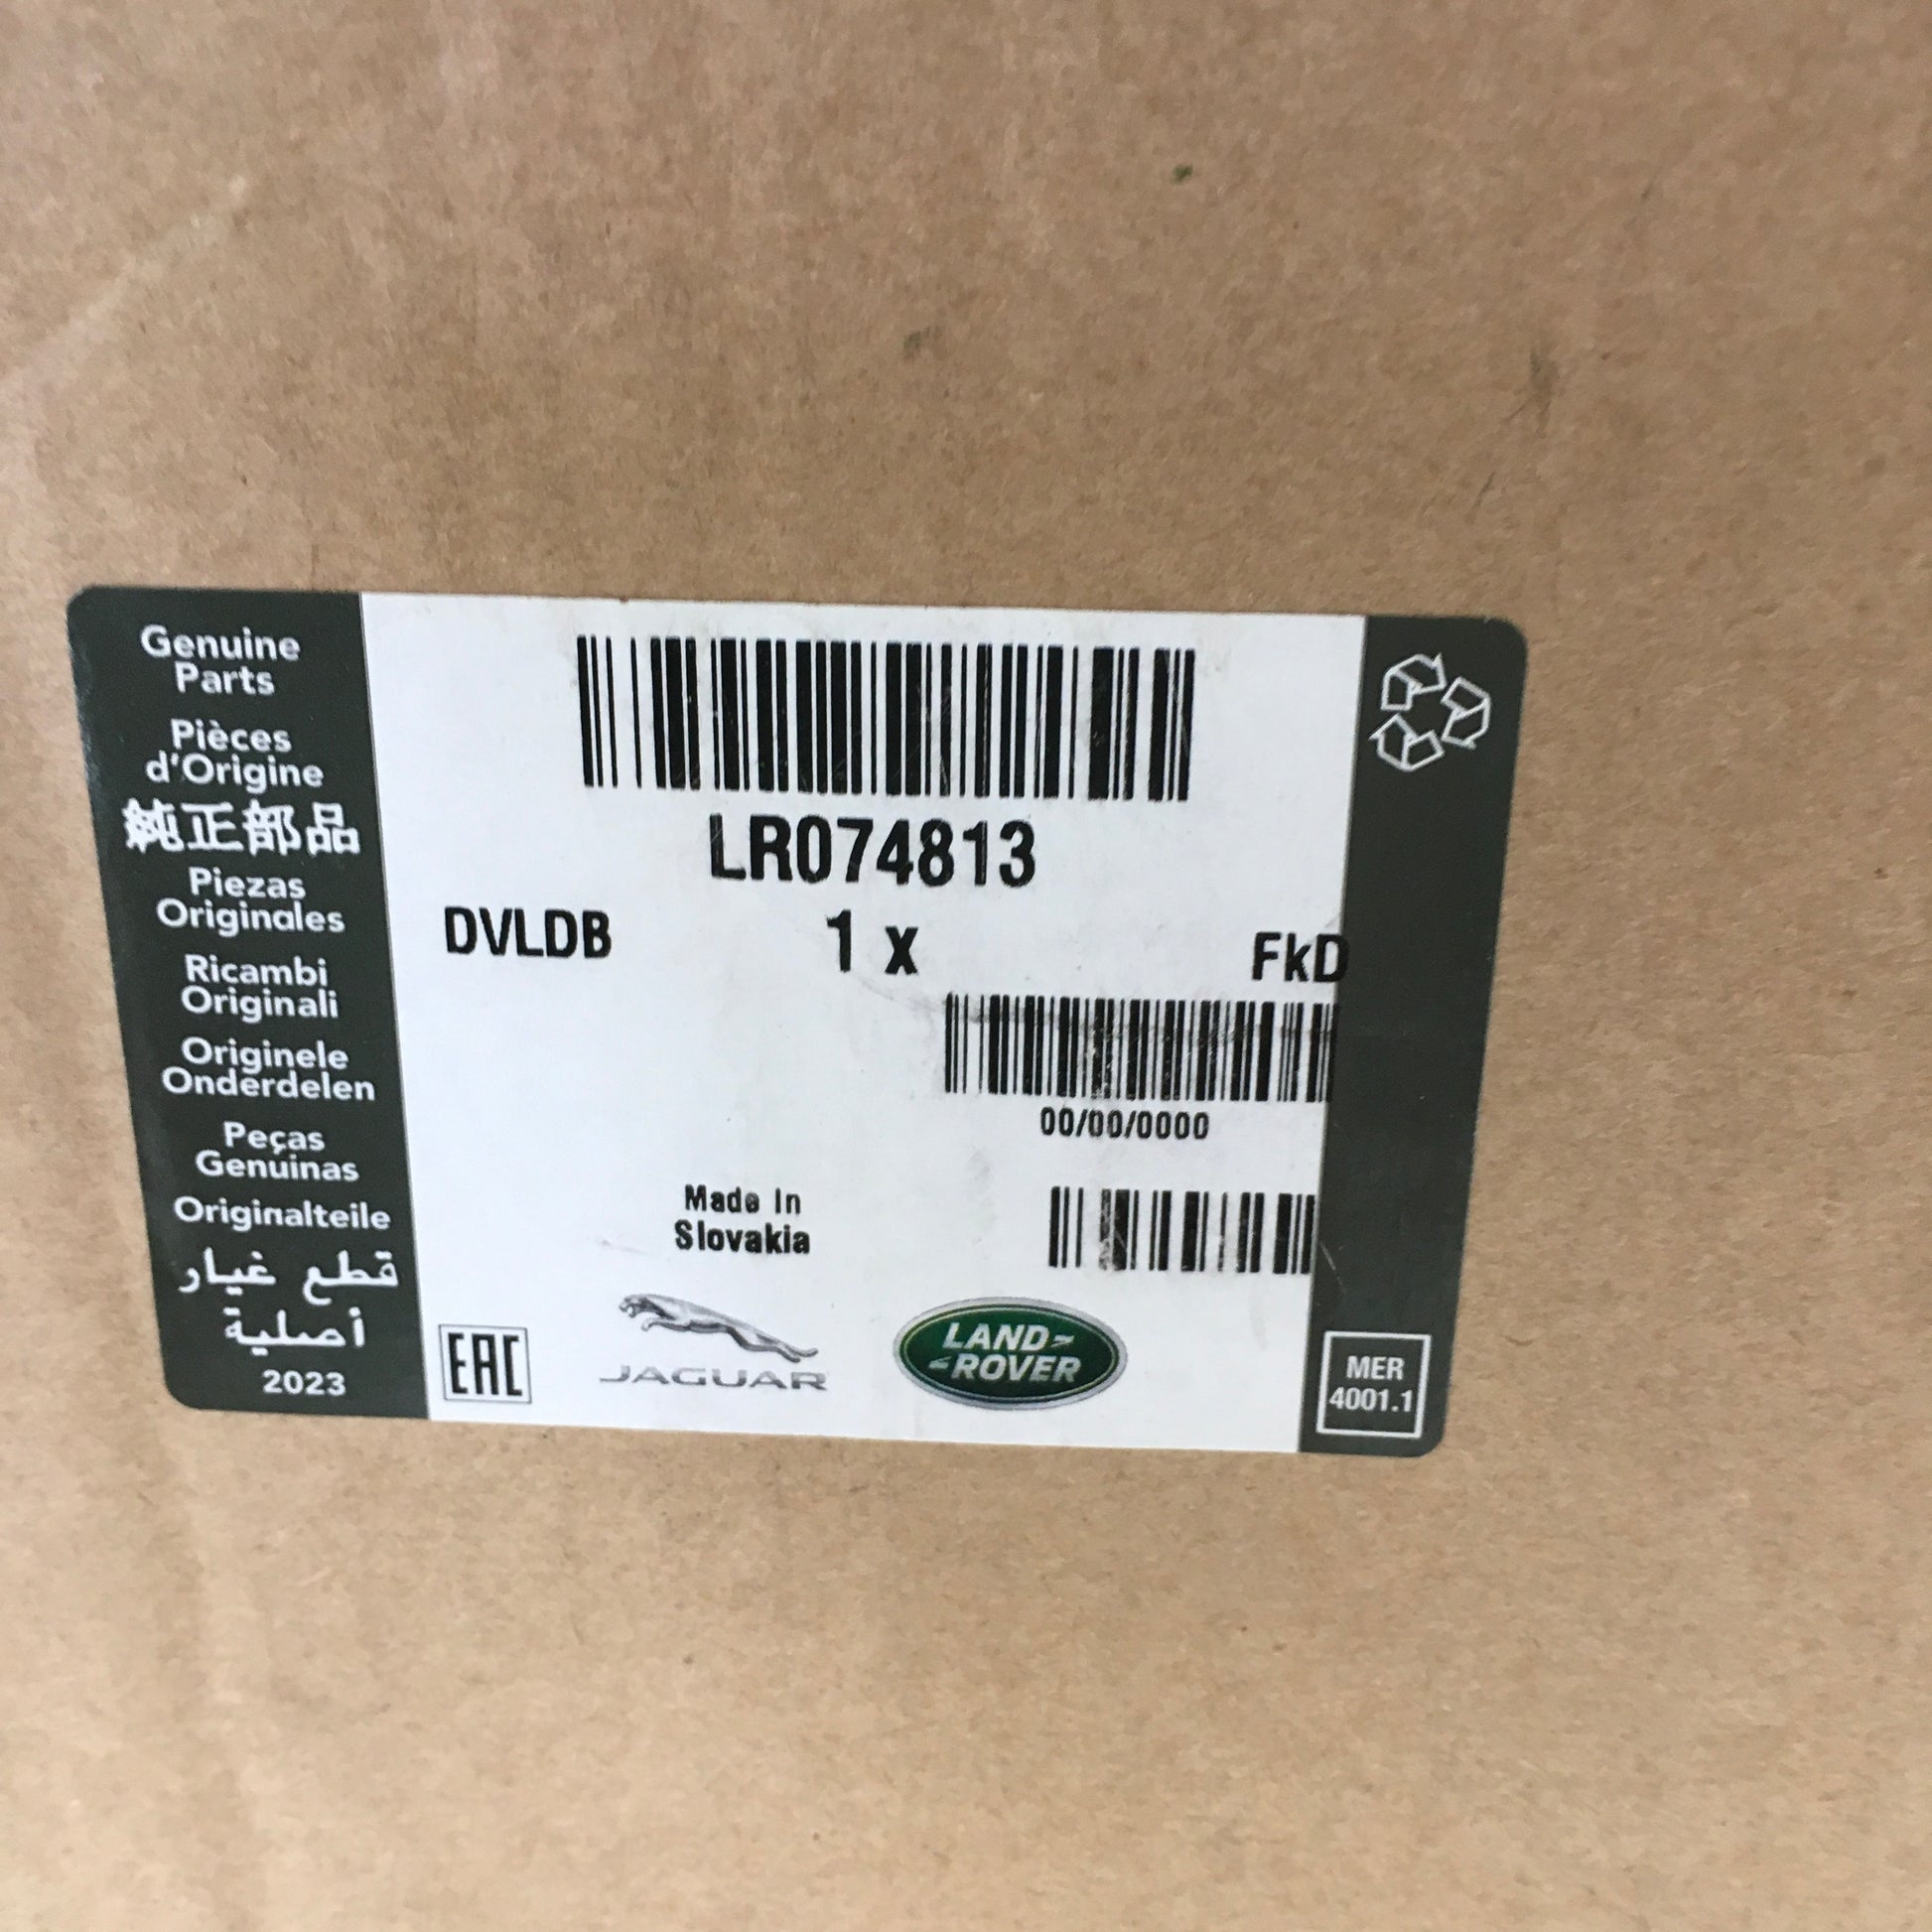 Genuine
Parts
Pièces
d'Origine
純正部品
Piezas
Originales
Ricambi
Originali
Originele
Onderdelen
Peças
Genuinas
Originalteile
قطع غيار
أصلية
2023
LR074813
DVLDB 1 x FkD
00/00/0000
Made In
Slovakia
EAC
JAGUAR
LAND-
-ROVER
MER
4001.1